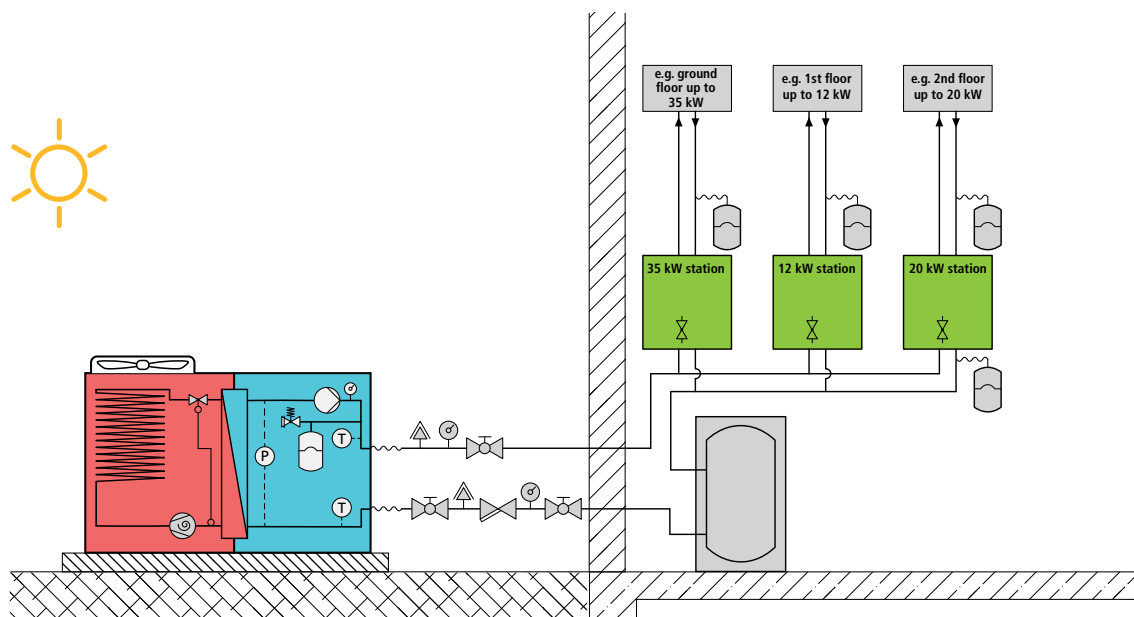 e.g. ground
floor up to
35 kW
e.g. 1st floor
up to 12 kW
e.g. 2nd floor
up to 20 kW
35 kW station
12 kW station
20 kW station
T
P
T